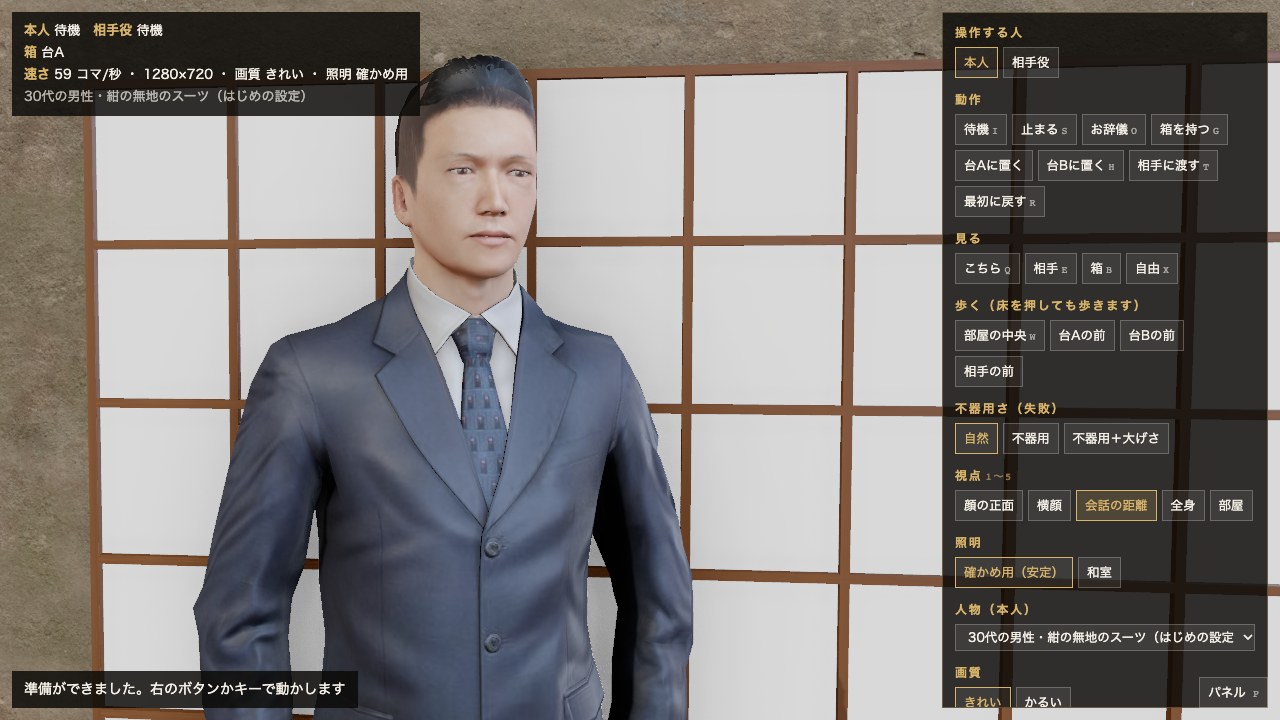 本人 待機 相手役 待機
箱 台A
速さ 59 コマ/秒 ・ 1280×720 ・ 画質 きれい ・ 照明 確かめ用
30代の男性・紺の無地のスーツ（はじめの設定）
準備ができました。右のボタンかキーで動かします
操作する人
本人 相手役
動作
待機 I 止まる S お辞儀 O 箱を持つ G
台Aに置く 台Bに置く H 相手に渡す T
最初に戻す R
見る
こちら Q 相手 E 箱 B 自由 X
歩く（床を押しても歩きます）
部屋の中央 W 台Aの前 台Bの前
相手の前
不器用さ（失敗）
自然 不器用 不器用＋大げさ
視点 1〜5
顔の正面 横顔 会話の距離 全身 部屋
照明
確かめ用（安定） 和室
人物（本人）
30代の男性・紺の無地のスーツ（はじめの設定
画質
きれい かるい
パネル P